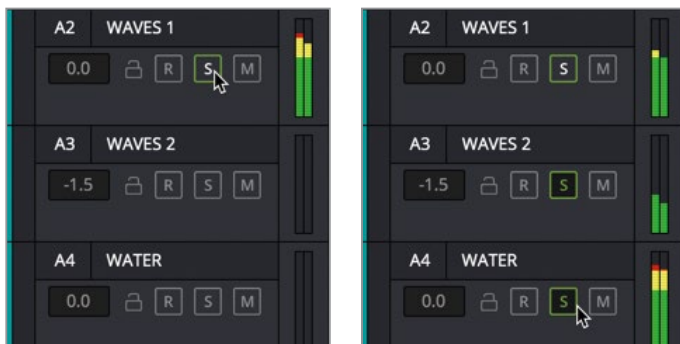 A2 WAVES 1
0.0 R S M
A3 WAVES 2
-1.5 R S M
A4 WATER
0.0 R S M
A2 WAVES 1
0.0 R S M
A3 WAVES 2
-1.5 R S M
A4 WATER
0.0 R S M